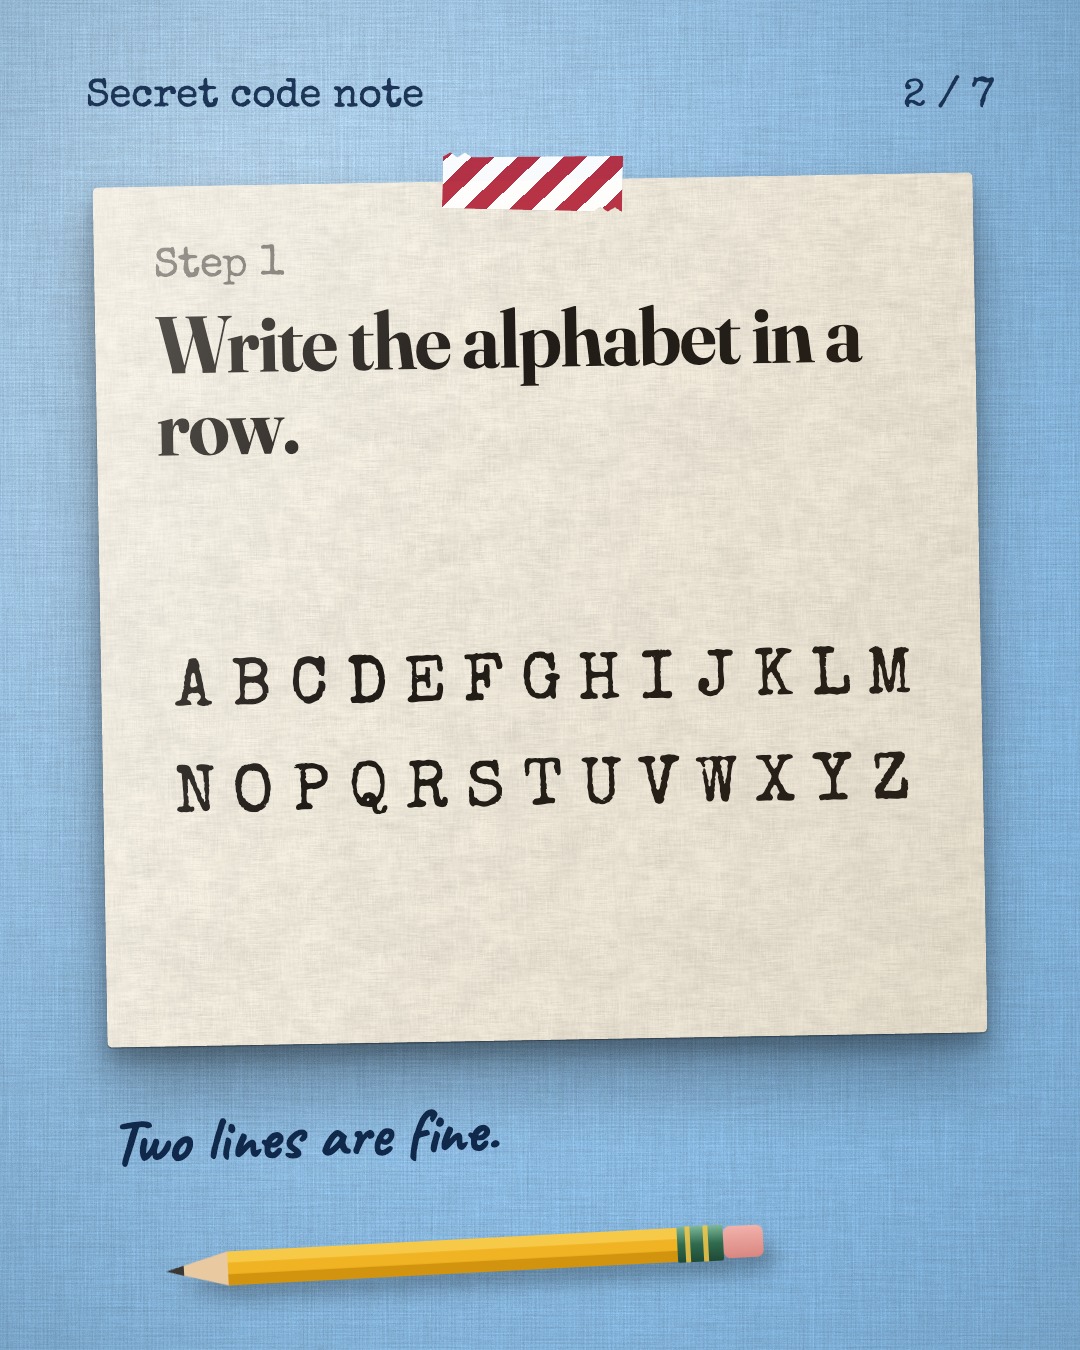 Secret code note
2 / 7
Step 1
Write the alphabet in a
row.
A B C D E F G H I J K L M
N O P Q R S T U V W X Y Z
Two lines are fine.